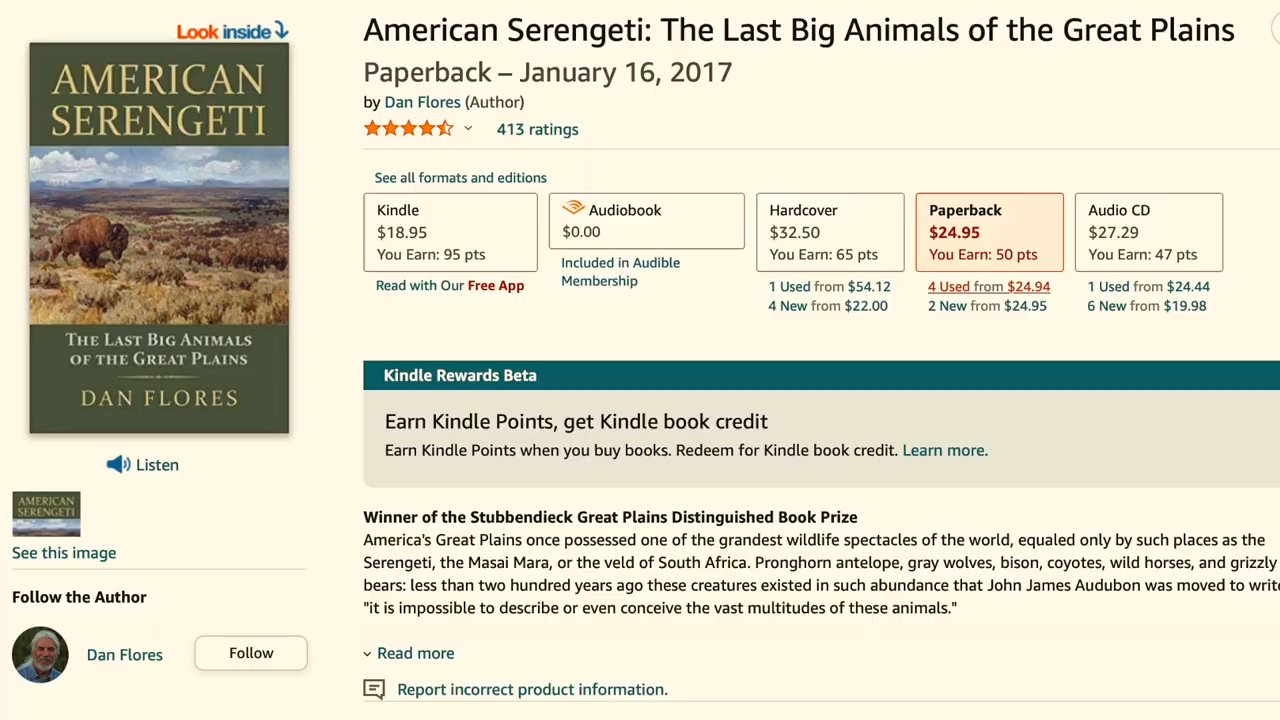 Look inside
AMERICAN
SERENGETI
THE LAST BIG ANIMALS
OF THE GREAT PLAINS
DAN FLORES
Listen
AMERICAN
SERENGETI
See this image
Follow the Author
Dan Flores
Follow
American Serengeti: The Last Big Animals of the Great Plains
Paperback – January 16, 2017
by Dan Flores (Author)
413 ratings
See all formats and editions
Kindle
$18.95
You Earn: 95 pts
Read with Our Free App
Audiobook
$0.00
Included in Audible
Membership
Hardcover
$32.50
You Earn: 65 pts
1 Used from $54.12
4 New from $22.00
Paperback
$24.95
You Earn: 50 pts
4 Used from $24.94
2 New from $24.95
Audio CD
$27.29
You Earn: 47 pts
1 Used from $24.44
6 New from $19.98
Kindle Rewards Beta
Earn Kindle Points, get Kindle book credit
Earn Kindle Points when you buy books. Redeem for Kindle book credit. Learn more.
Winner of the Stubbendieck Great Plains Distinguished Book Prize
America's Great Plains once possessed one of the grandest wildlife spectacles of the world, equaled only by such places as the
Serengeti, the Masai Mara, or the veld of South Africa. Pronghorn antelope, gray wolves, bison, coyotes, wild horses, and grizzly
bears: less than two hundred years ago these creatures existed in such abundance that John James Audubon was moved to write
"it is impossible to describe or even conceive the vast multitudes of these animals."
Read more
Report incorrect product information.